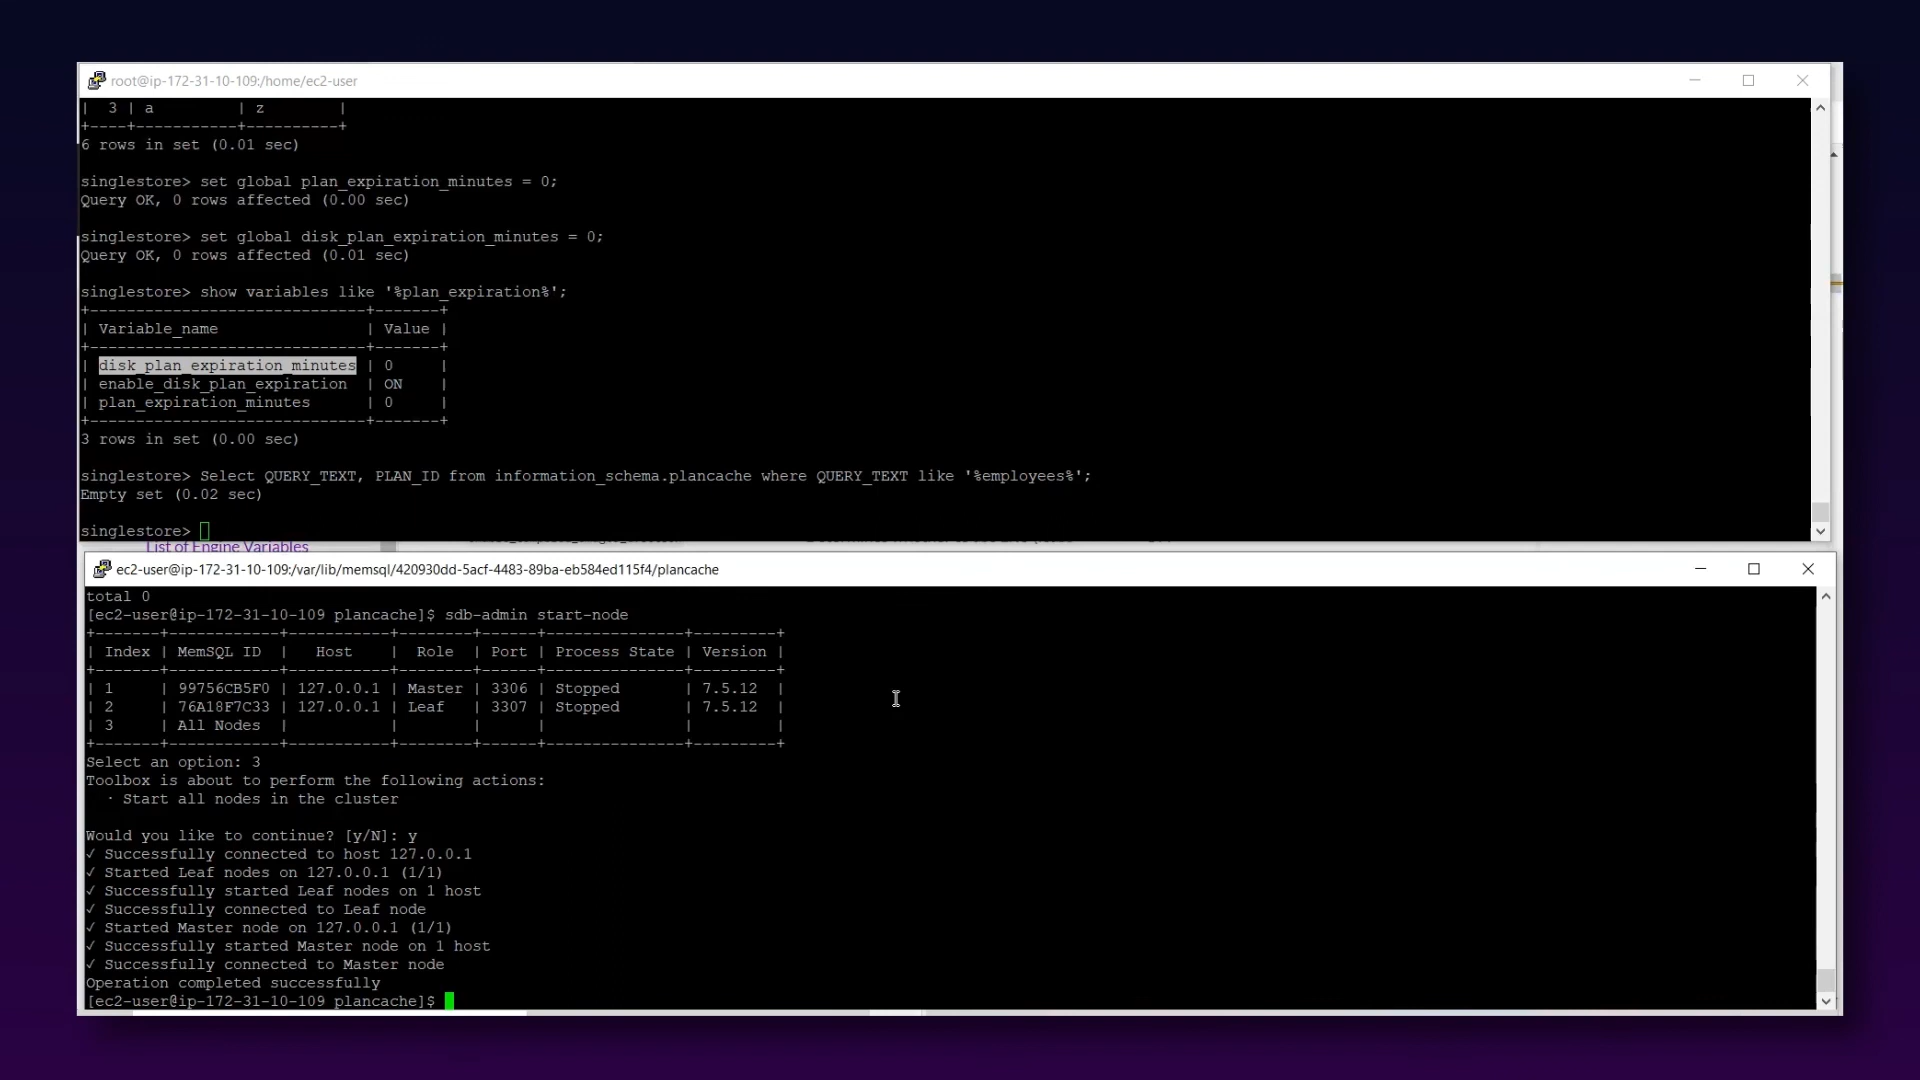 root@ip-172-31-10-109:/home/ec2-user
|  3 | a         | z        |
+----+-----------+----------+
6 rows in set (0.01 sec)
singlestore> set global plan_expiration_minutes = 0;
Query OK, 0 rows affected (0.00 sec)
singlestore> set global disk_plan_expiration_minutes = 0;
Query OK, 0 rows affected (0.01 sec)
singlestore> show variables like '%plan_expiration%';
+------------------------------+-------+
| Variable_name                | Value |
+------------------------------+-------+
| disk_plan_expiration_minutes | 0     |
| enable_disk_plan_expiration  | ON    |
| plan_expiration_minutes      | 0     |
+------------------------------+-------+
3 rows in set (0.00 sec)
singlestore> Select QUERY_TEXT, PLAN_ID from information_schema.plancache where QUERY_TEXT like '%employees%';
Empty set (0.02 sec)
singlestore>
List of Engine Variables
ec2-user@ip-172-31-10-109:/var/lib/memsql/420930dd-5acf-4483-89ba-eb584ed115f4/plancache
total 0
[ec2-user@ip-172-31-10-109 plancache]$ sdb-admin start-node
+-------+------------+-----------+--------+------+---------------+---------+
| Index | MemSQL ID  |   Host    |  Role  | Port | Process State | Version |
+-------+------------+-----------+--------+------+---------------+---------+
| 1     | 99756CB5F0 | 127.0.0.1 | Master | 3306 | Stopped       | 7.5.12  |
| 2     | 76A18F7C33 | 127.0.0.1 | Leaf   | 3307 | Stopped       | 7.5.12  |
| 3     | All Nodes  |           |        |      |               |         |
+-------+------------+-----------+--------+------+---------------+---------+
Select an option: 3
Toolbox is about to perform the following actions:
  · Start all nodes in the cluster
Would you like to continue? [y/N]: y
✓ Successfully connected to host 127.0.0.1
✓ Started Leaf nodes on 127.0.0.1 (1/1)
✓ Successfully started Leaf nodes on 1 host
✓ Successfully connected to Leaf node
✓ Started Master node on 127.0.0.1 (1/1)
✓ Successfully started Master node on 1 host
✓ Successfully connected to Master node
Operation completed successfully
[ec2-user@ip-172-31-10-109 plancache]$